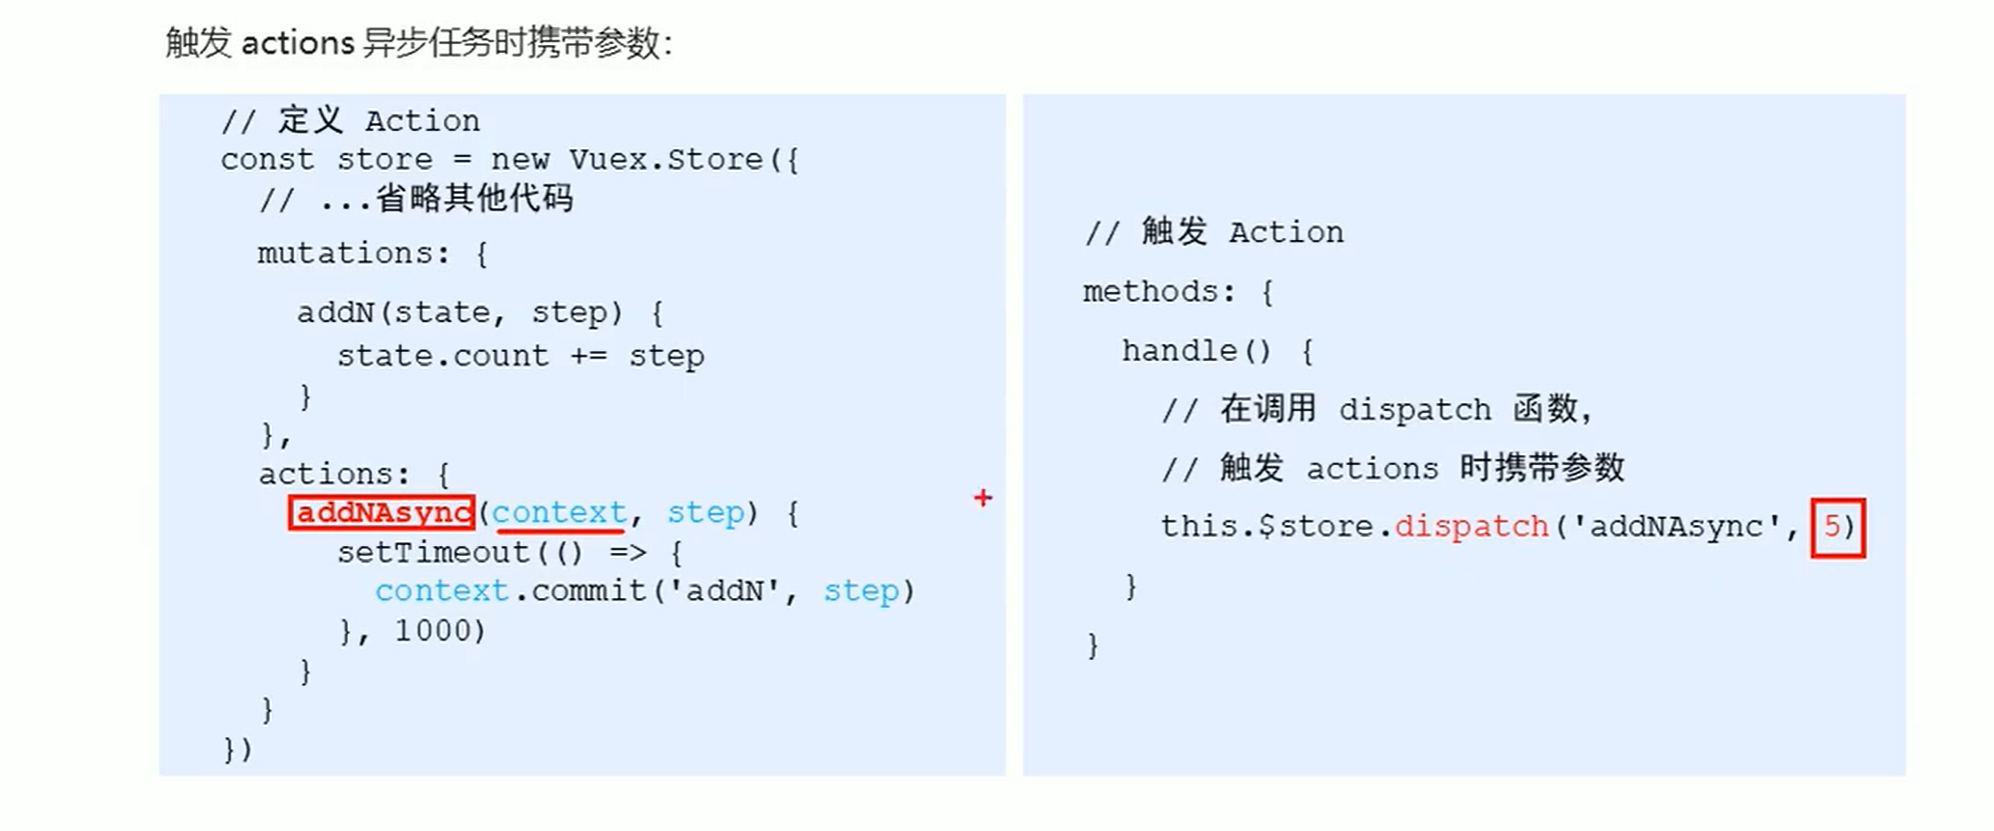 触发 actions 异步任务时携带参数：
// 定义 Action
const store = new Vuex.Store({
// ...省略其他代码
mutations: {
addN(state, step) {
state.count += step
}
},
actions: {
addNAsync(context, step) {
setTimeout(() => {
context.commit('addN', step)
}, 1000)
}
}
})
// 触发 Action
methods: {
handle() {
// 在调用 dispatch 函数，
// 触发 actions 时携带参数
this.$store.dispatch('addNAsync', 5)
}
}